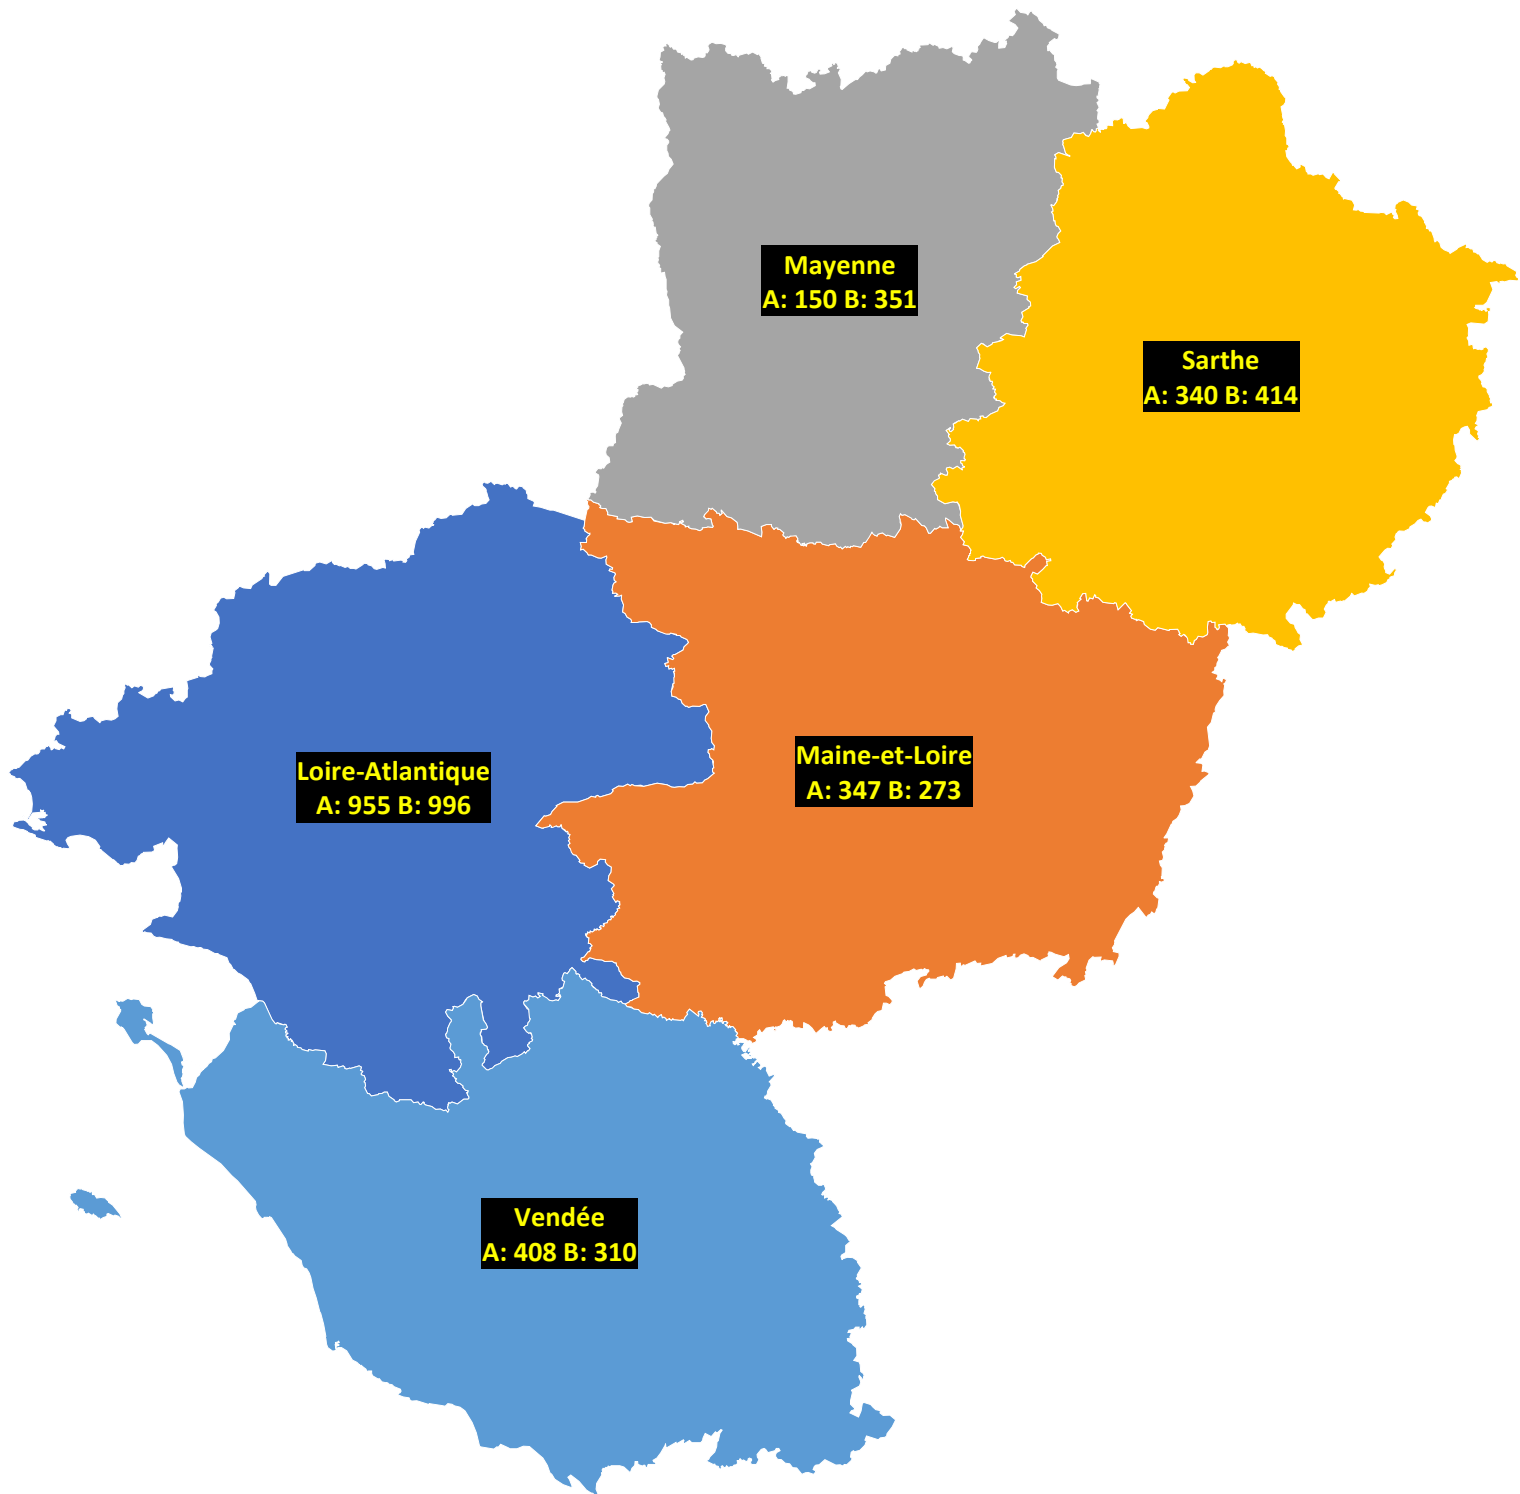 Mayenne
A: 150 B: 351
Sarthe
A: 340 B: 414
Loire-Atlantique
A: 955 B: 996
Maine-et-Loire
A: 347 B: 273
Vendée
A: 408 B: 310